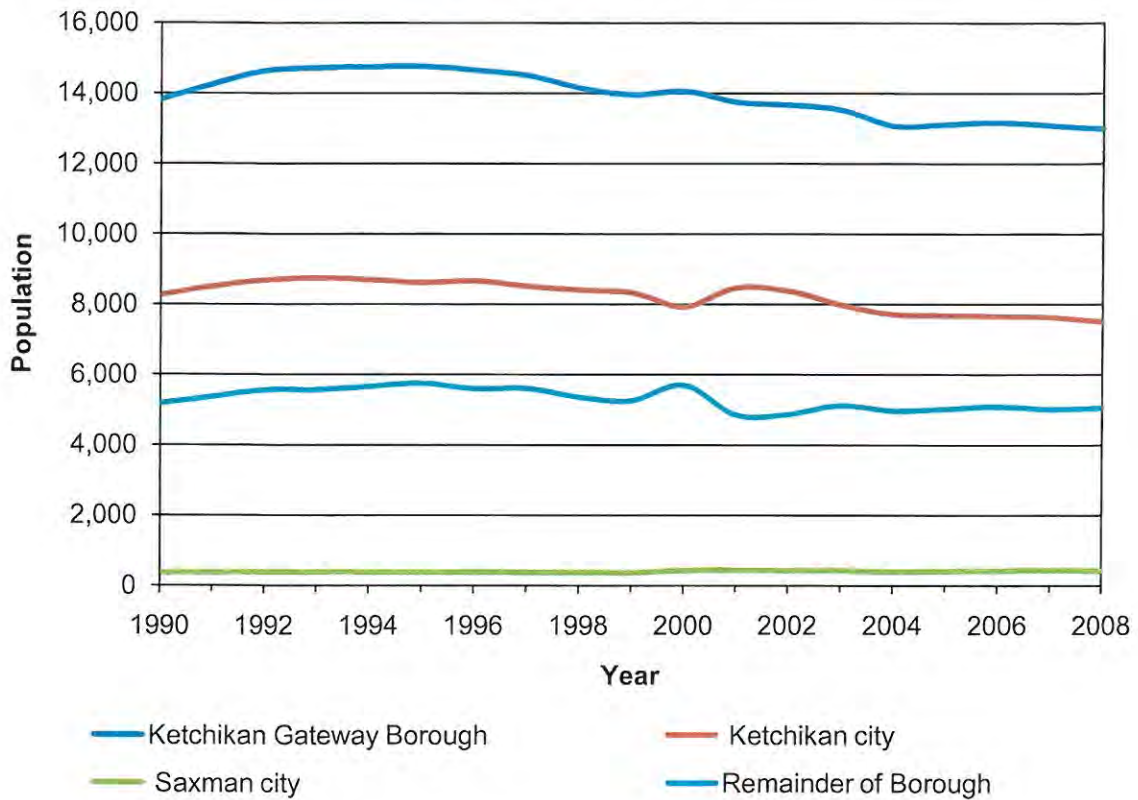 16,000
14,000
12,000
10,000
8,000
6,000
4,000
2,000
0
Population
1990 1992 1994 1996 1998 2000 2002 2004 2006 2008
Year
Ketchikan Gateway Borough Ketchikan city
Saxman city Remainder of Borough